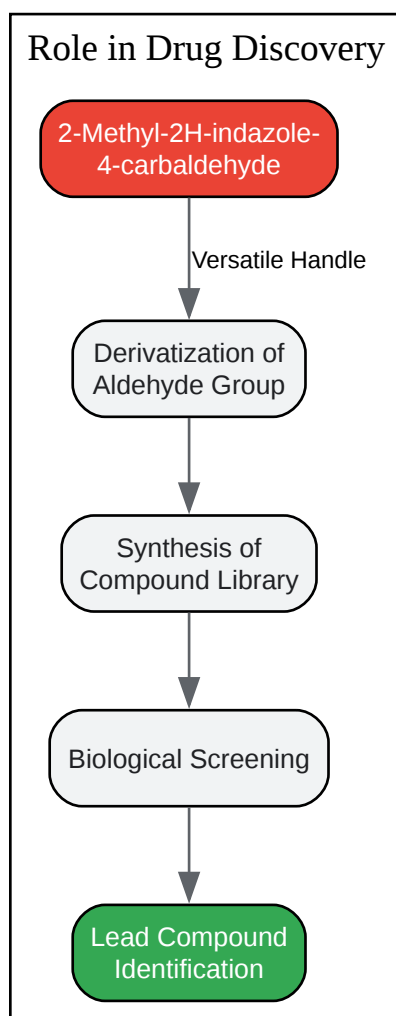 Role in Drug Discovery
2-Methyl-2H-indazole-
4-carbaldehyde
Versatile Handle
Derivatization of
Aldehyde Group
Synthesis of
Compound Library
Biological Screening
Lead Compound
Identification